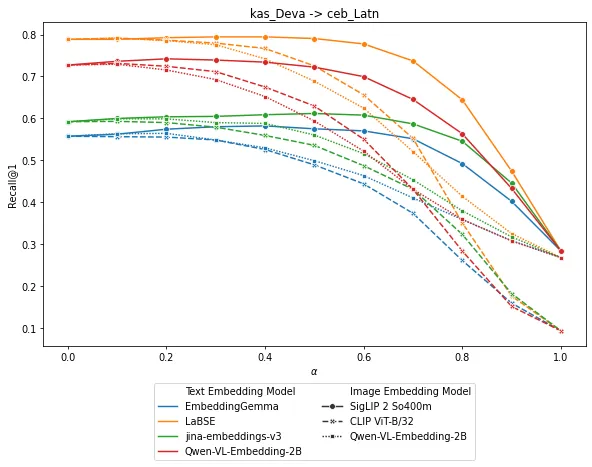 kas_Deva -> ceb_Latn
Recall@1
0.8
0.7
0.6
0.5
0.4
0.3
0.2
0.1
0.0 0.2 0.4 0.6 0.8 1.0
α
Text Embedding Model Image Embedding Model
EmbeddingGemma SigLIP 2 So400m
LaBSE CLIP ViT-B/32
jina-embeddings-v3 Qwen-VL-Embedding-2B
Qwen-VL-Embedding-2B